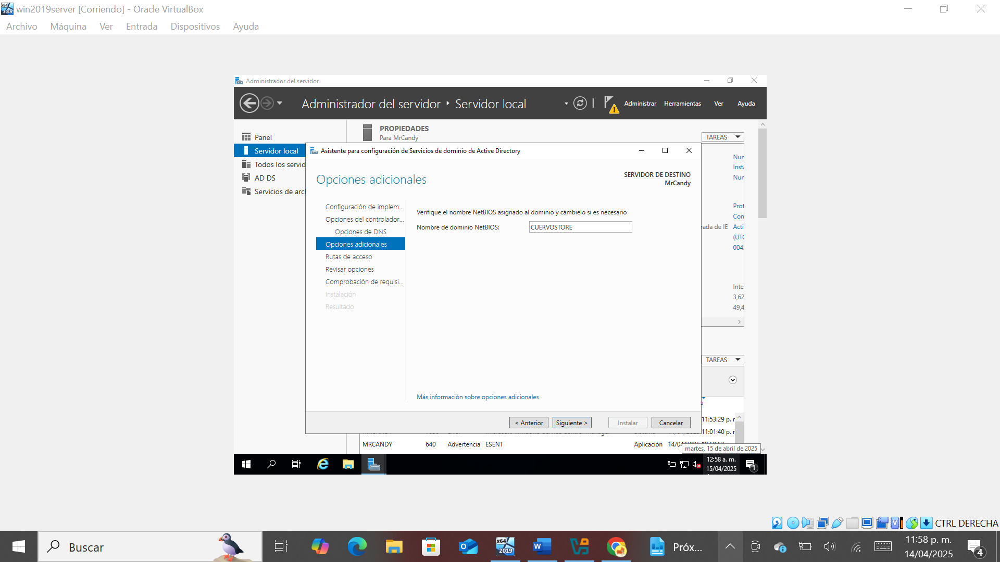 win2019server [Corriendo] - Oracle VirtualBox
Archivo Máquina Ver Entrada Dispositivos Ayuda
Administrador del servidor
Administrador del servidor Servidor local
Administrar Herramientas Ver Ayuda
Panel
Servidor local
Todos los servid
AD DS
Servicios de arc
PROPIEDADES
Para MrCandy
TAREAS
Asistente para configuración de Servicios de dominio de Active Directory
Opciones adicionales
SERVIDOR DE DESTINO
MrCandy
Configuración de implem...
Opciones del controlador...
Opciones de DNS
Opciones adicionales
Rutas de acceso
Revisar opciones
Comprobación de requisi...
Instalación
Resultado
Verifique el nombre NetBIOS asignado al dominio y cámbielo si es necesario
Nombre de dominio NetBIOS: CUERVOSTORE
Más información sobre opciones adicionales
< Anterior Siguiente > Instalar Cancelar
Inst
Con
rada de IE Acti
(UTC
004
Inte
3,62
49,4
TAREAS
11:53:29 p. 
11:01:40 p. 
MRCANDY 640 Advertencia ESENT Aplicación
martes, 15 de abril de 2025
12:58 a. m.
15/04/2025
1
CTRL DERECHA
Buscar
x64
2019
Próx...
11:58 p. m.
14/04/2025
4